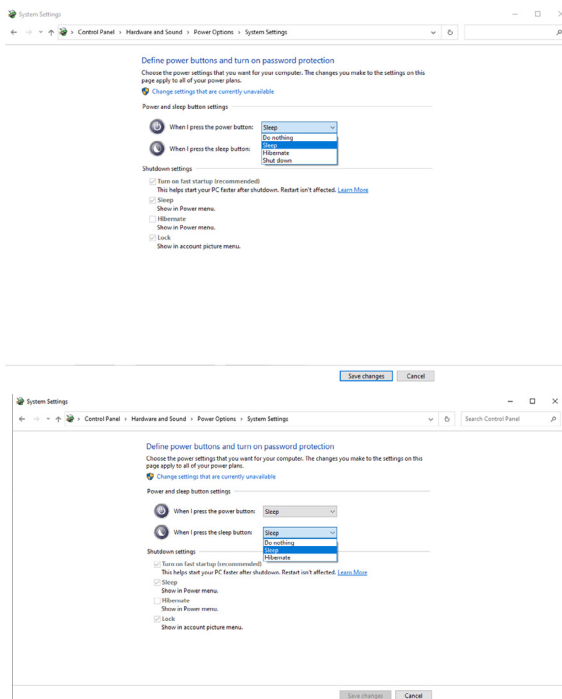 System Settings
Control Panel > Hardware and Sound > Power Options > System Settings
Define power buttons and turn on password protection
Choose the power settings that you want for your computer. The changes you make to the settings on this
page apply to all of your power plans.
Change settings that are currently unavailable
Power and sleep button settings
When I press the power button: Sleep
Do nothing
Sleep
Hibernate
Shut down
When I press the sleep button:
Shutdown settings
Turn on fast startup (recommended)
This helps start your PC faster after shutdown. Restart isn't affected. Learn More
Sleep
Show in Power menu.
Hibernate
Show in Power menu.
Lock
Show in account picture menu.
Save changes Cancel
System Settings
Control Panel > Hardware and Sound > Power Options > System Settings Search Control Panel
Define power buttons and turn on password protection
Choose the power settings that you want for your computer. The changes you make to the settings on this
page apply to all of your power plans.
Change settings that are currently unavailable
Power and sleep button settings
When I press the power button: Sleep
When I press the sleep button: Sleep
Do nothing
Sleep
Hibernate
Shutdown settings
Turn on fast startup (recommended)
This helps start your PC faster after shutdown. Restart isn't affected. Learn More
Sleep
Show in Power menu.
Hibernate
Show in Power menu.
Lock
Show in account picture menu.
Save changes Cancel